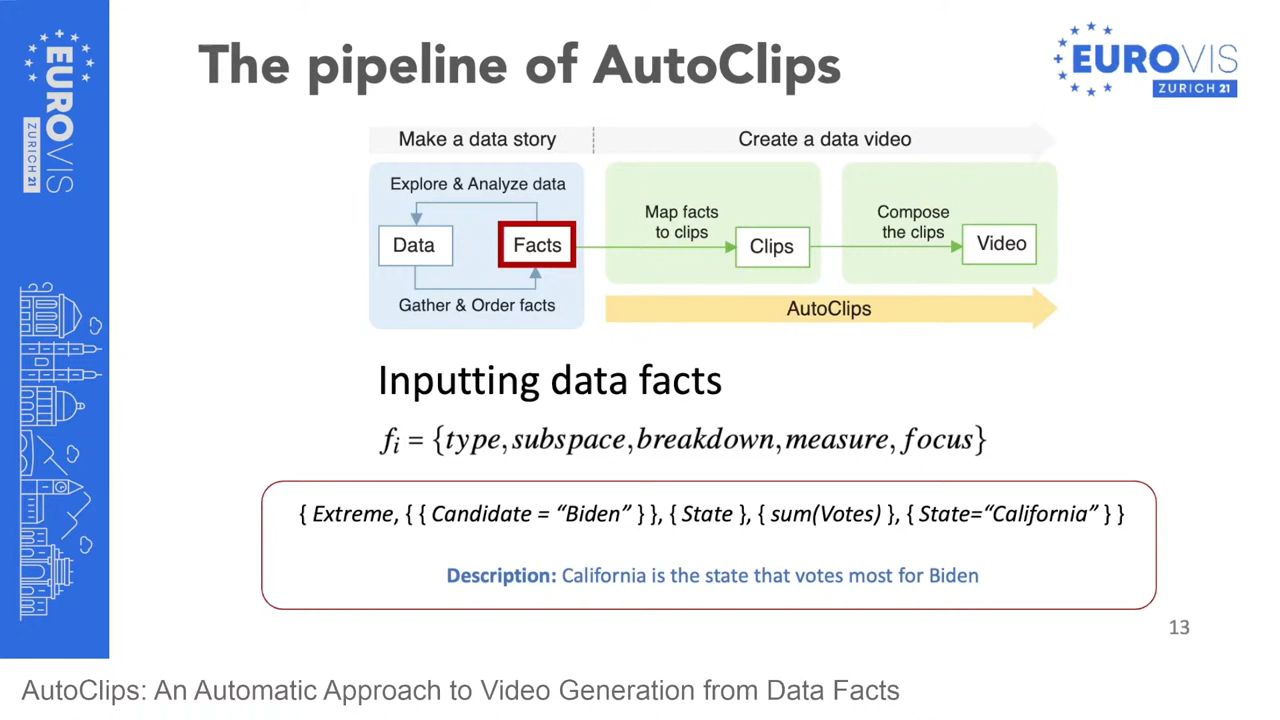 EUROVIS
ZURICH 21
The pipeline of AutoClips
EUROVIS
ZURICH 21
Make a data story
Create a data video
Explore & Analyze data
Data
Facts
Gather & Order facts
Map facts
to clips
Clips
Compose
the clips
Video
AutoClips
Inputting data facts
fᵢ = {type, subspace, breakdown, measure, focus}
{ Extreme, { { Candidate = “Biden” } }, { State }, { sum(Votes) }, { State=“California” } }
Description: California is the state that votes most for Biden
13
AutoClips: An Automatic Approach to Video Generation from Data Facts